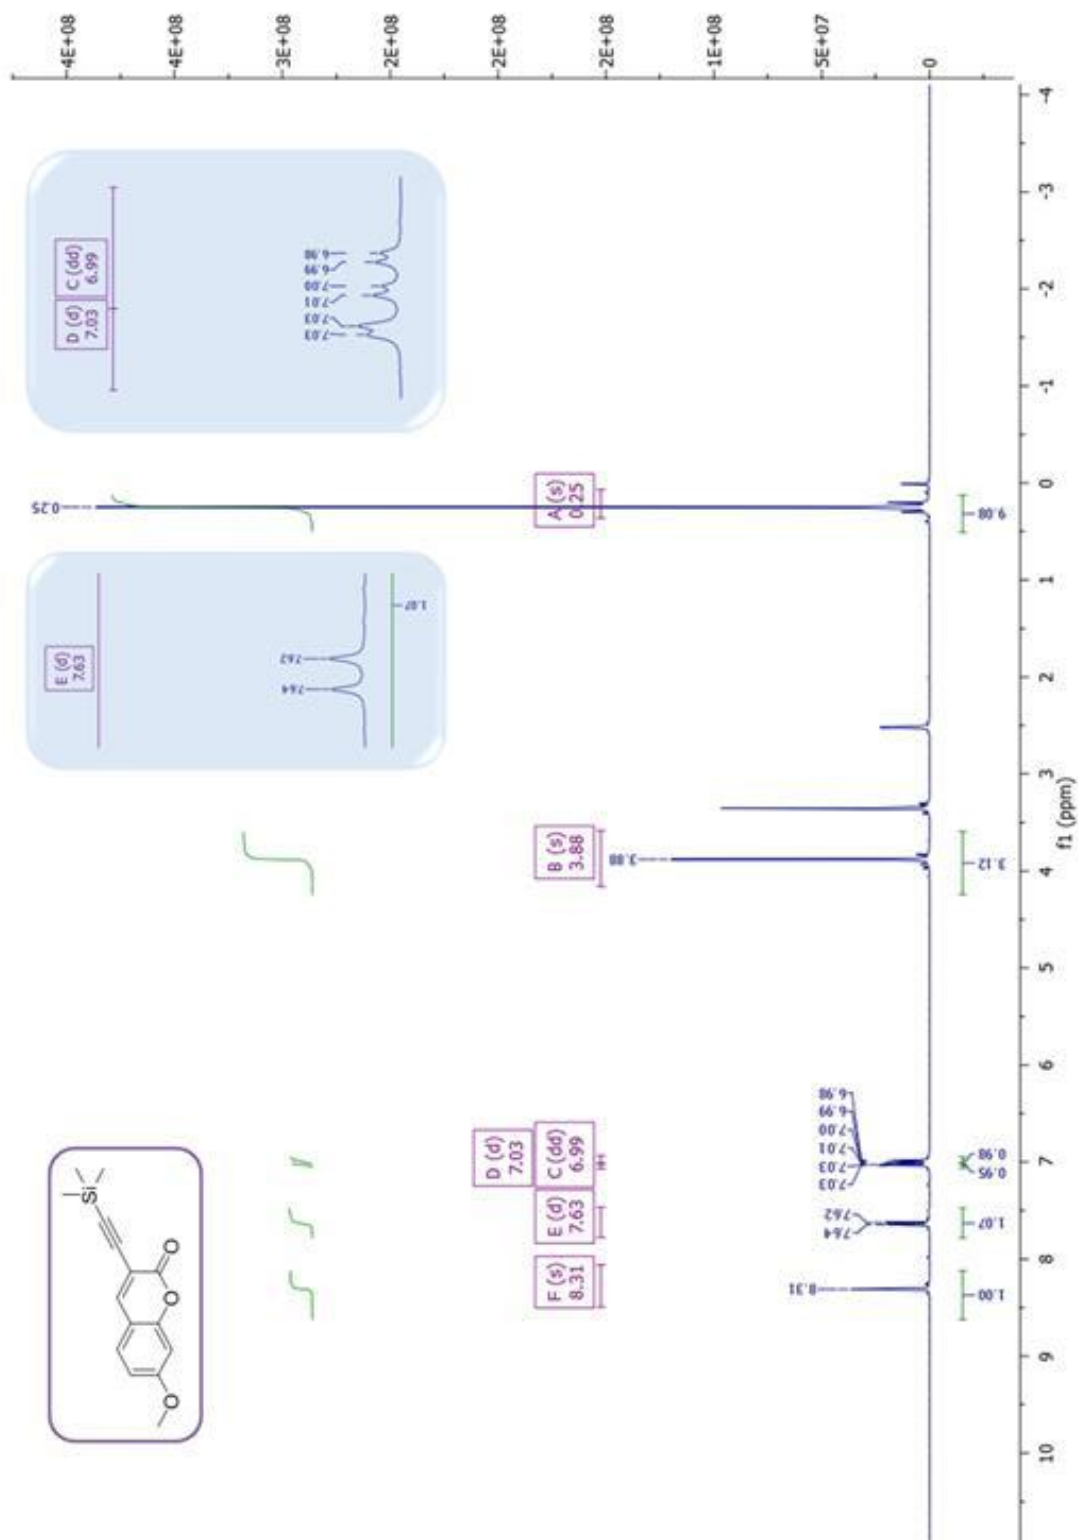 O
O
O
Si
F (s)
8.31
E (d)
7.63
D (d)
7.03
C (dd)
6.99
B (s)
3.88
A (s)
0.25
E (d)
7.63
7.64
7.62
1.07
D (d)
7.03
C (dd)
6.99
7.03
7.03
7.01
7.00
6.99
6.98
8.31
7.64
7.62
7.03
7.03
7.01
7.00
6.99
6.98
3.88
0.25
1.00
1.07
0.95
0.98
3.12
9.08
10
9
8
7
6
5
4
3
2
1
0
-1
-2
-3
-4
f1 (ppm)
4E+08
4E+08
3E+08
2E+08
2E+08
2E+08
1E+08
5E+07
0